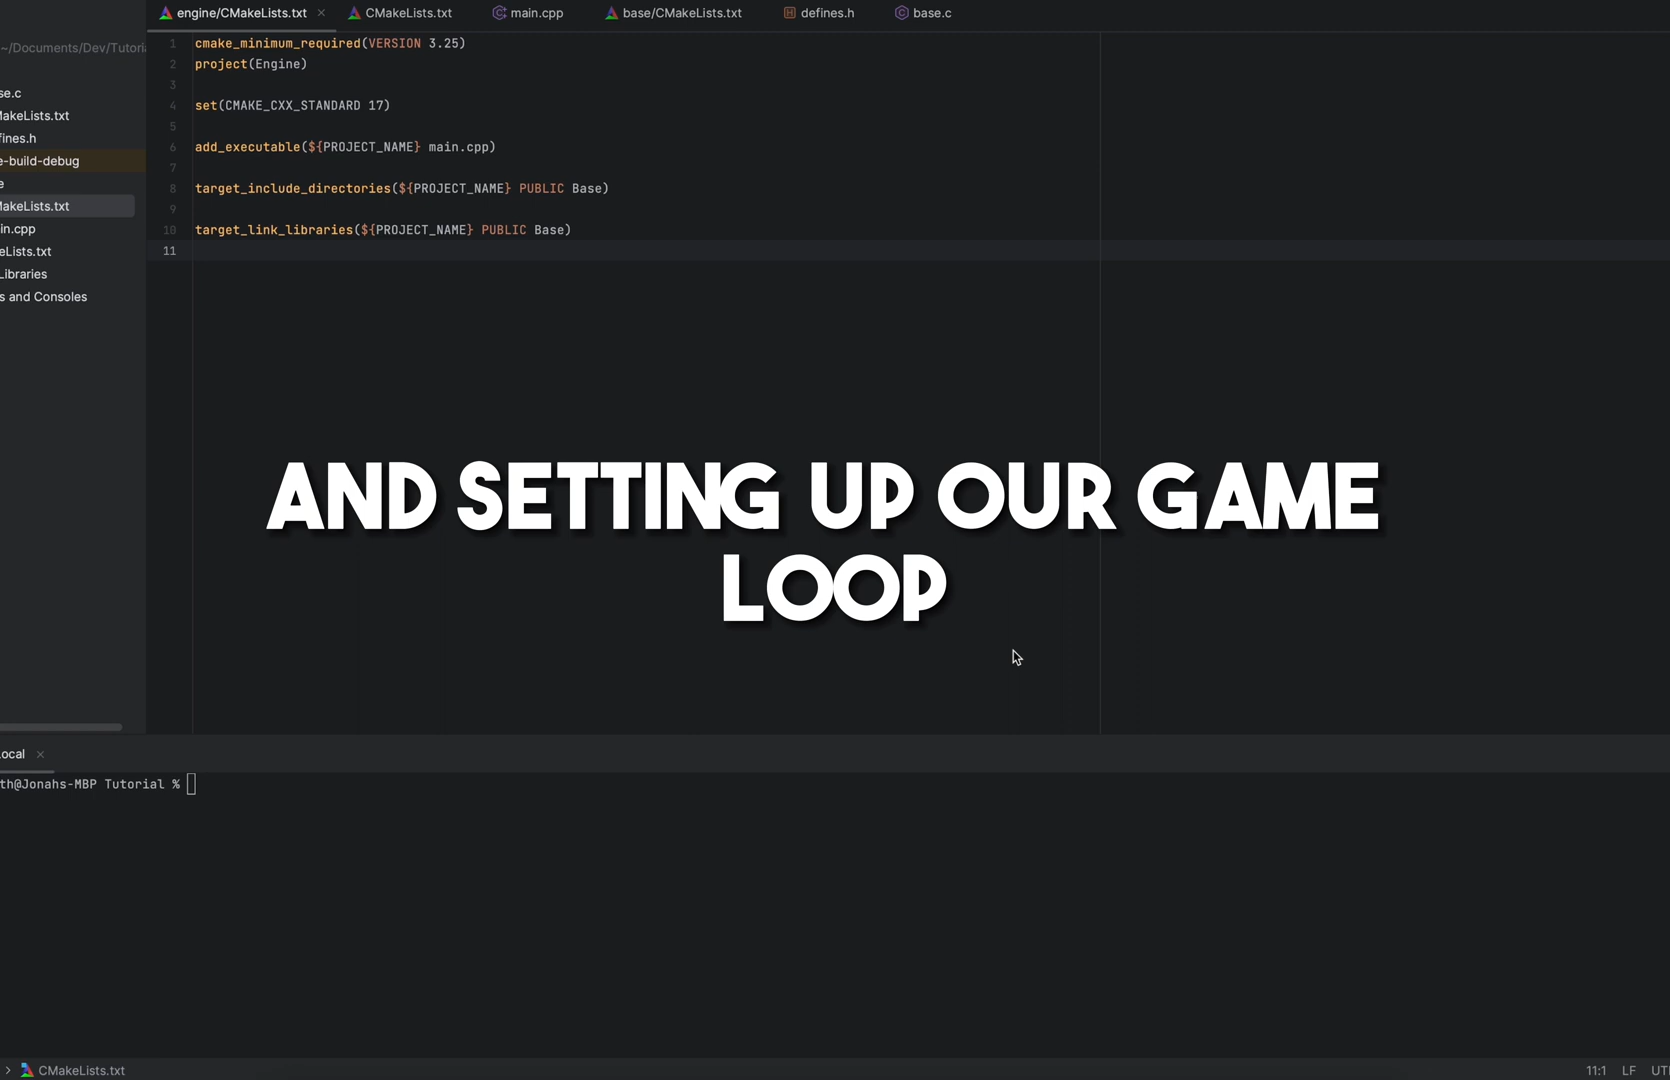 engine/CMakeLists.txt
CMakeLists.txt
main.cpp
base/CMakeLists.txt
defines.h
base.c
~/Documents/Dev/Tutoria
se.c
MakeLists.txt
fines.h
e-build-debug
e
MakeLists.txt
in.cpp
eLists.txt
Libraries
s and Consoles
1 cmake_minimum_required(VERSION 3.25)
2 project(Engine)
3
4 set(CMAKE_CXX_STANDARD 17)
5
6 add_executable(${PROJECT_NAME} main.cpp)
7
8 target_include_directories(${PROJECT_NAME} PUBLIC Base)
9
10 target_link_libraries(${PROJECT_NAME} PUBLIC Base)
11
AND SETTING UP OUR GAME
LOOP
ocal
th@Jonahs-MBP Tutorial %
CMakeLists.txt
11:1 LF UT